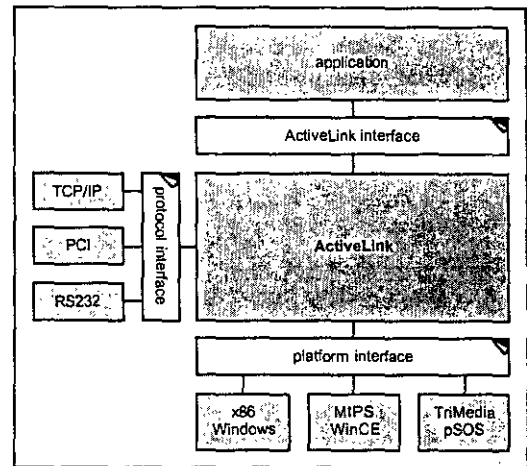 application
ActiveLink interface
TCP/IP
PCI
RS232
protocol interface
ActiveLink
platform interface
x86
Windows
MIPS
WinCE
TriMedia
pSOS